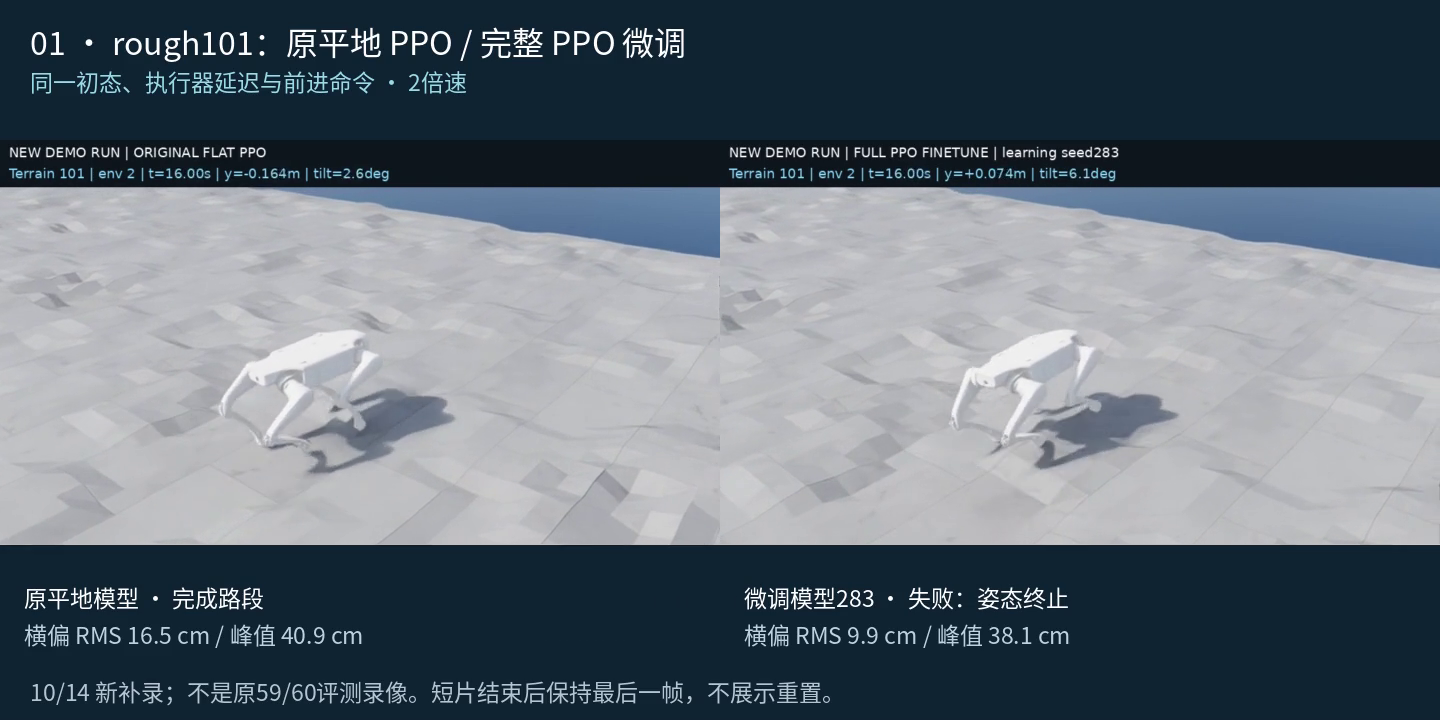 01 · rough101：原平地 PPO / 完整 PPO 微调
同一初态、执行器延迟与前进命令 · 2倍速
NEW DEMO RUN | ORIGINAL FLAT PPO
Terrain 101 | env 2 | t=16.00s | y=-0.164m | tilt=2.6deg
NEW DEMO RUN | FULL PPO FINETUNE | learning seed283
Terrain 101 | env 2 | t=16.00s | y=+0.074m | tilt=6.1deg
原平地模型 · 完成路段
横偏 RMS 16.5 cm / 峰值 40.9 cm
微调模型283 · 失败：姿态终止
横偏 RMS 9.9 cm / 峰值 38.1 cm
10/14 新补录；不是原59/60评测录像。短片结束后保持最后一帧，不展示重置。